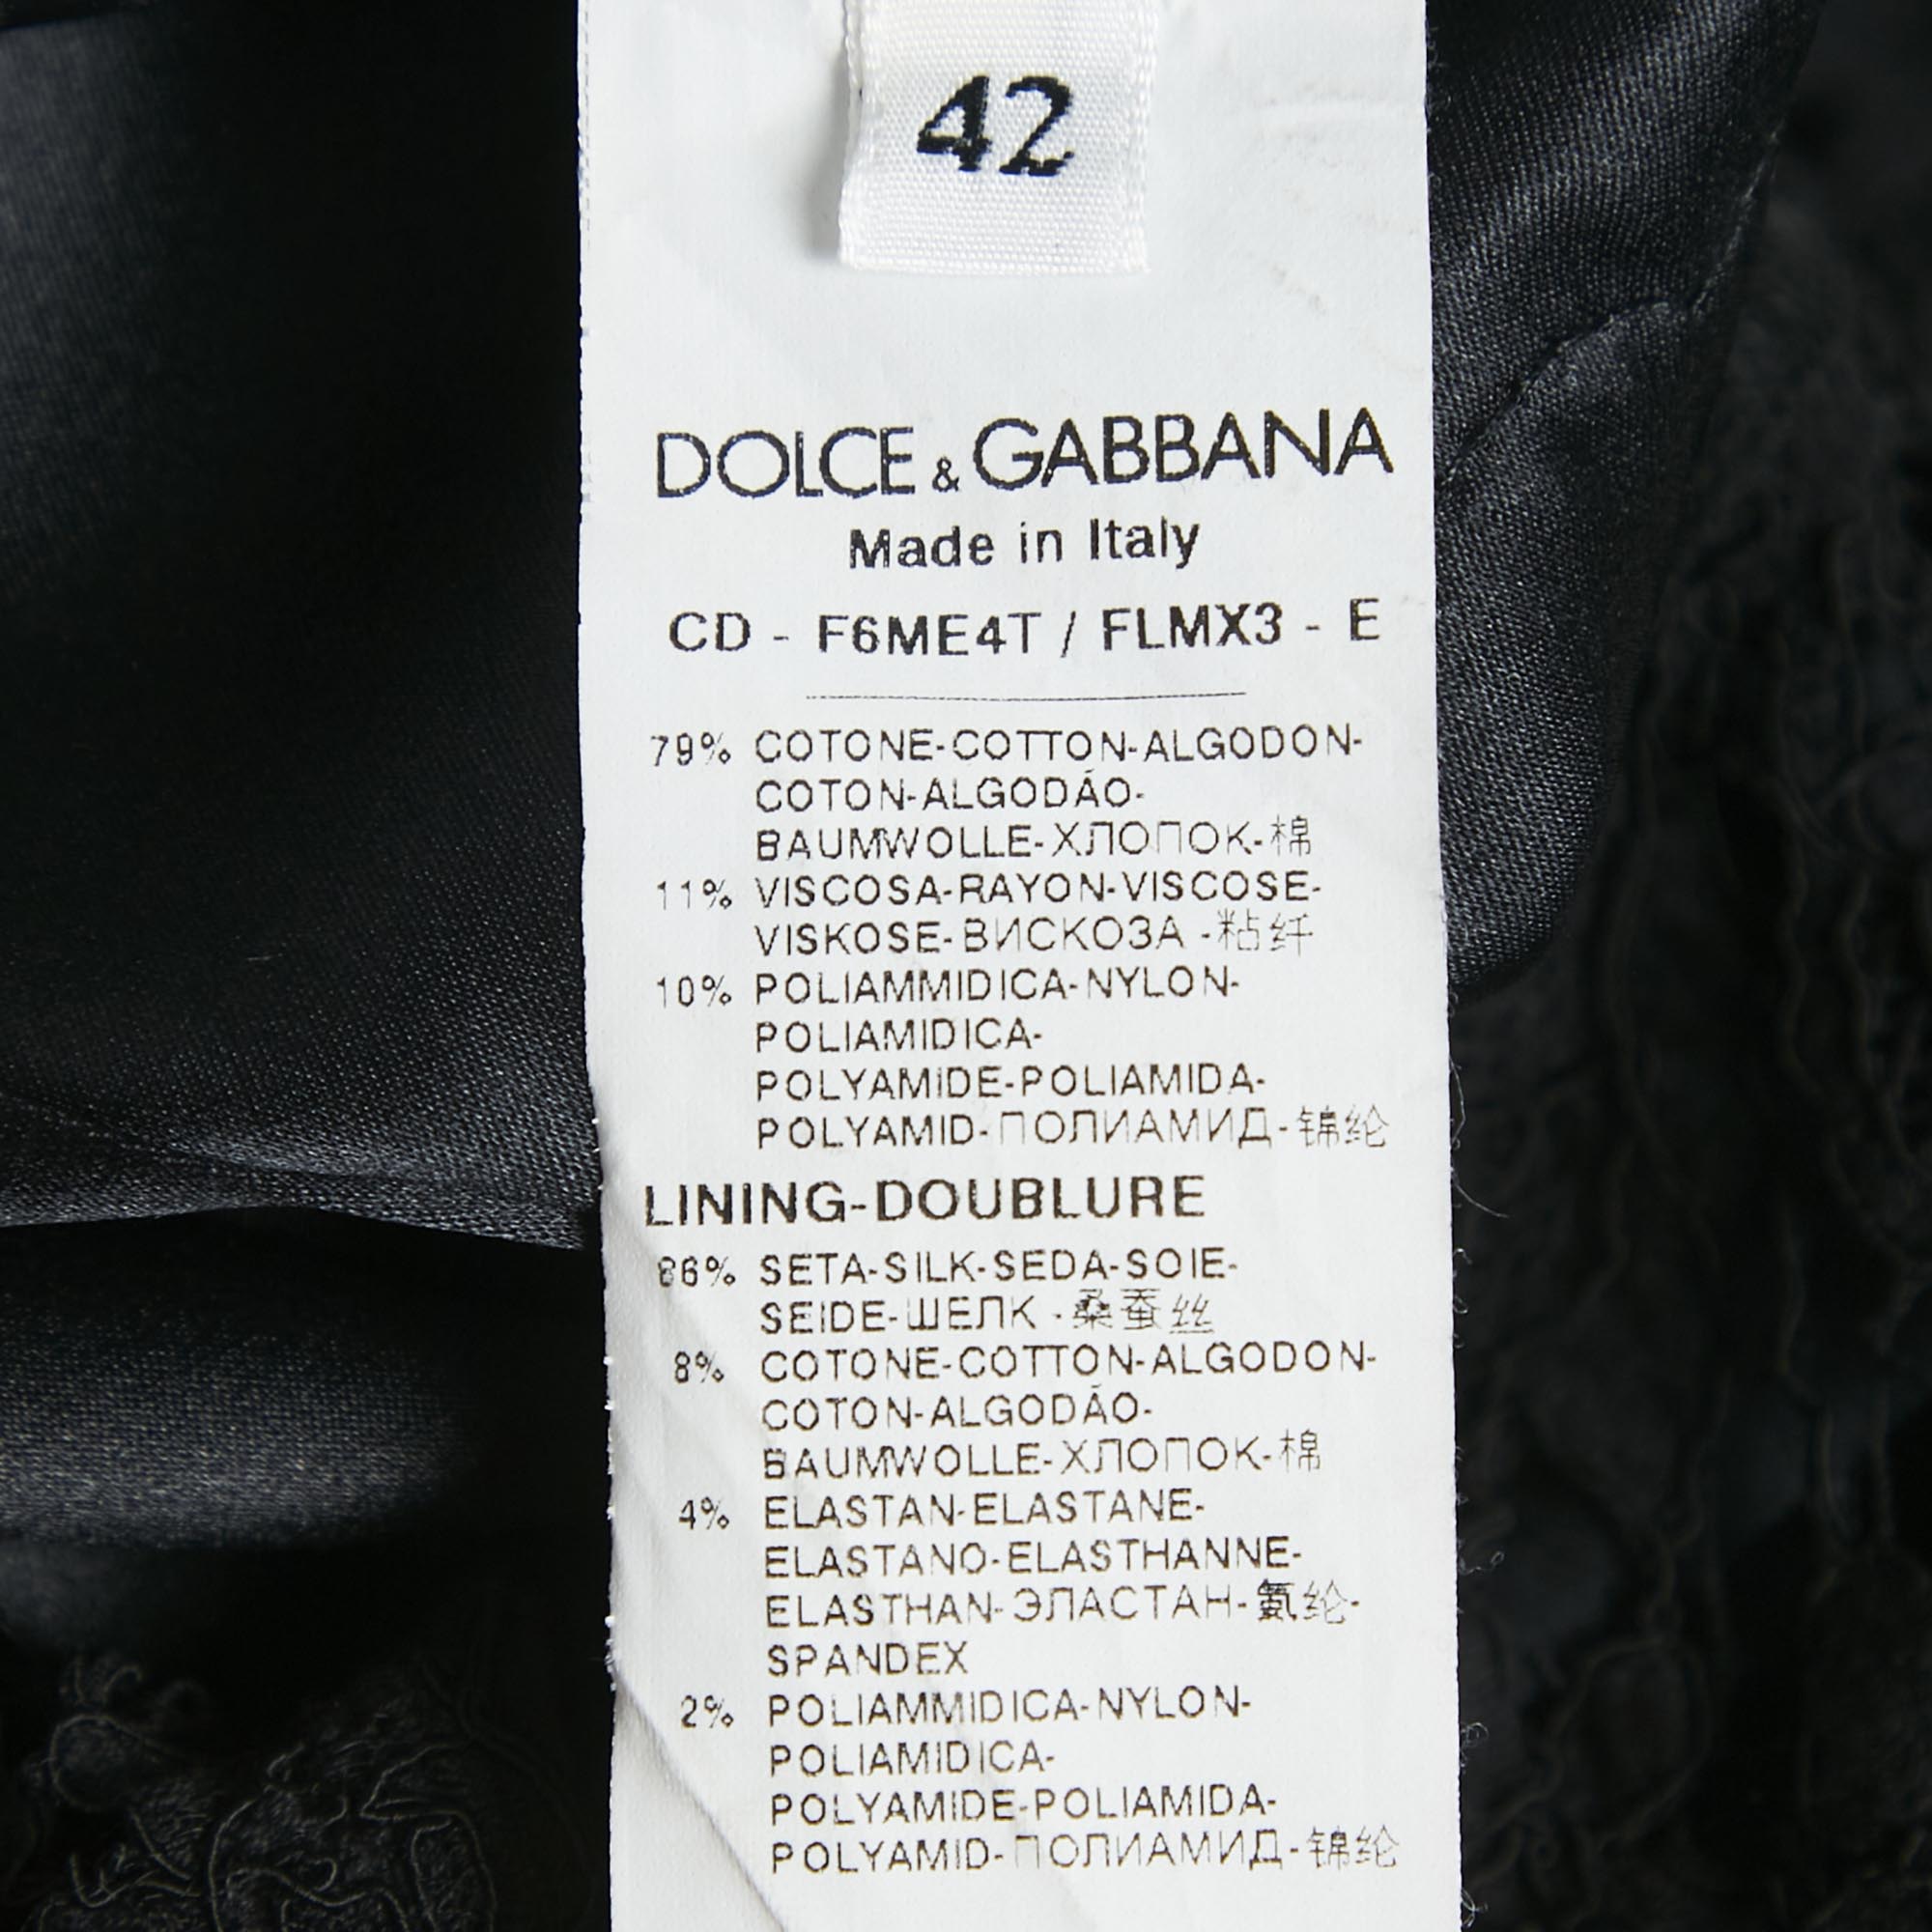 42
DOLCE & GABBANA
Made in Italy
CD - F6ME4T / FLMX3 - E
79% COTONE-COTTON-ALGODON-
COTON-ALGODÃO-
BAUMWOLLE-ХЛОПОК-棉
11% VISCOSA-RAYON-VISCOSE-
VISKOSE-ВИСКОЗА -粘纤
10% POLIAMMIDICA-NYLON-
POLIAMIDICA-
POLYAMIDE-POLIAMIDA-
POLYAMID-ПОЛИАМИД-锦纶
LINING-DOUBLURE
86% SETA-SILK-SEDA-SOIE-
SEIDE-ШЕЛК -桑蚕丝
8% COTONE-COTTON-ALGODON-
COTON-ALGODÃO-
BAUMWOLLE-ХЛОПОК-棉
4% ELASTAN-ELASTANE-
ELASTANO-ELASTHANNE-
ELASTHAN-ЭЛАСТАН-氨纶-
SPANDEX
2% POLIAMMIDICA-NYLON-
POLIAMIDICA-
POLYAMIDE-POLIAMIDA-
POLYAMID-ПОЛИАМИД-锦纶